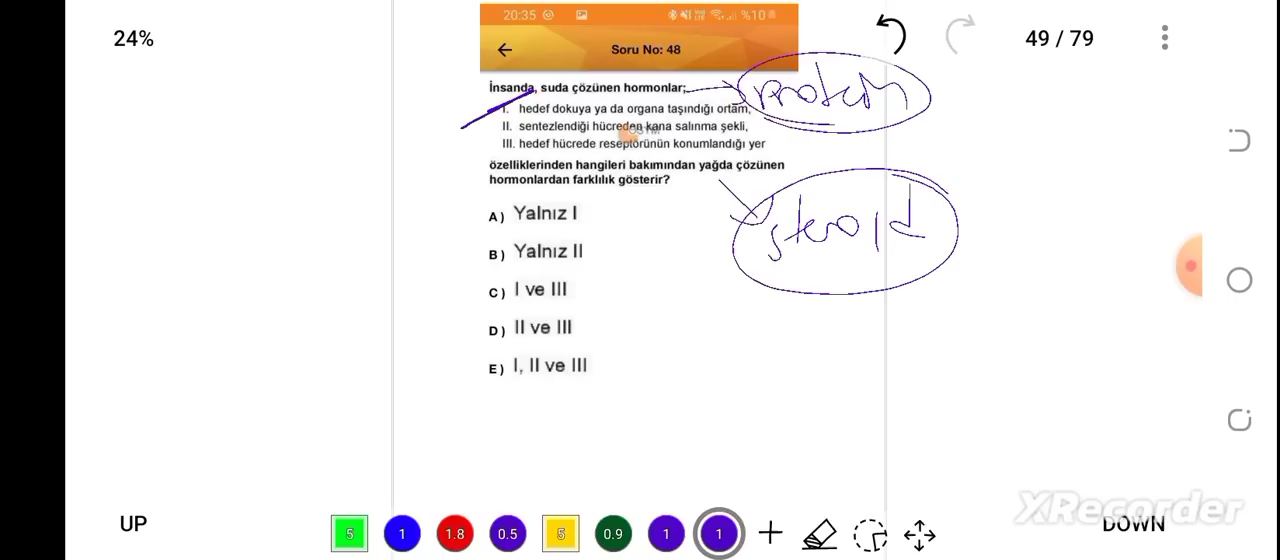 20:35 %10
24%
49 / 79
Soru No: 48
İnsanda, suda çözünen hormonlar;
protein
I. hedef dokuya ya da organa taşındığı ortam,
II. sentezlendiği hücreden kana salınma şekli,
III. hedef hücrede reseptörünün konumlandığı yer
özelliklerinden hangileri bakımından yağda çözünen
hormonlardan farklılık gösterir?
steroid
A) Yalnız I
B) Yalnız II
C) I ve III
D) II ve III
E) I, II ve III
XRecorder
UP
5 1 1.8 0.5 5 0.9 1 1
DOWN